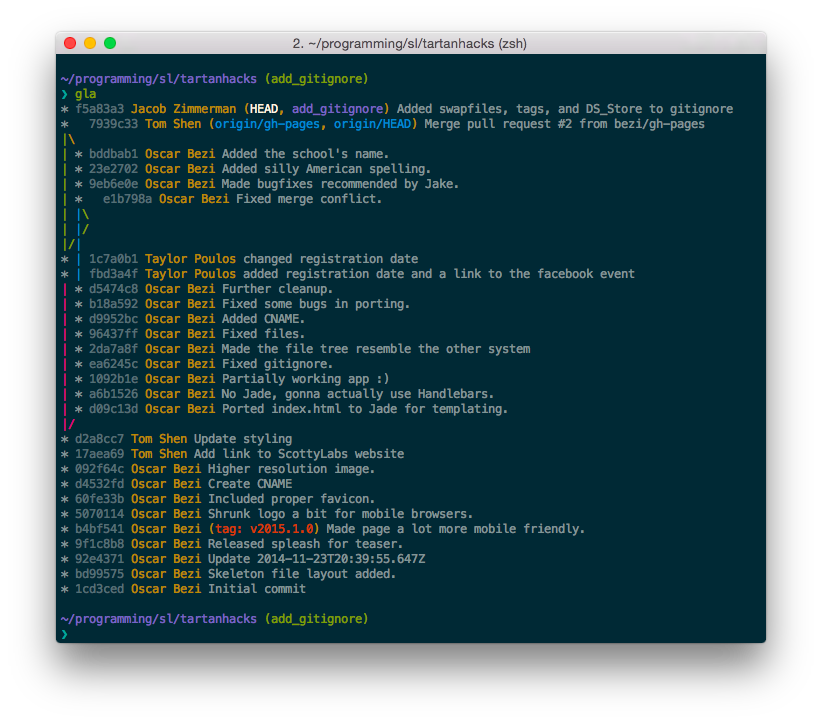 2. ~/programming/sl/tartanhacks (zsh)
~/programming/sl/tartanhacks (add_gitignore)
❯ gla
* f5a83a3 Jacob Zimmerman (HEAD, add_gitignore) Added swapfiles, tags, and DS_Store to gitignore
*   7939c33 Tom Shen (origin/gh-pages, origin/HEAD) Merge pull request #2 from bezi/gh-pages
|\
| * bddbab1 Oscar Bezi Added the school's name.
| * 23e2702 Oscar Bezi Added silly American spelling.
| * 9eb6e0e Oscar Bezi Made bugfixes recommended by Jake.
| *   e1b798a Oscar Bezi Fixed merge conflict.
| |\
| |/
|/|
* | 1c7a0b1 Taylor Poulos changed registration date
* | fbd3a4f Taylor Poulos added registration date and a link to the facebook event
| * d5474c8 Oscar Bezi Further cleanup.
| * b18a592 Oscar Bezi Fixed some bugs in porting.
| * d9952bc Oscar Bezi Added CNAME.
| * 96437ff Oscar Bezi Fixed files.
| * 2da7a8f Oscar Bezi Made the file tree resemble the other system
| * ea6245c Oscar Bezi Fixed gitignore.
| * 1092b1e Oscar Bezi Partially working app :)
| * a6b1526 Oscar Bezi No Jade, gonna actually use Handlebars.
| * d09c13d Oscar Bezi Ported index.html to Jade for templating.
|/
* d2a8cc7 Tom Shen Update styling
* 17aea69 Tom Shen Add link to ScottyLabs website
* 092f64c Oscar Bezi Higher resolution image.
* d4532fd Oscar Bezi Create CNAME
* 60fe33b Oscar Bezi Included proper favicon.
* 5070114 Oscar Bezi Shrunk logo a bit for mobile browsers.
* b4bf541 Oscar Bezi (tag: v2015.1.0) Made page a lot more mobile friendly.
* 9f1c8b8 Oscar Bezi Released spleash for teaser.
* 92e4371 Oscar Bezi Update 2014-11-23T20:39:55.647Z
* bd99575 Oscar Bezi Skeleton file layout added.
* 1cd3ced Oscar Bezi Initial commit
~/programming/sl/tartanhacks (add_gitignore)
❯